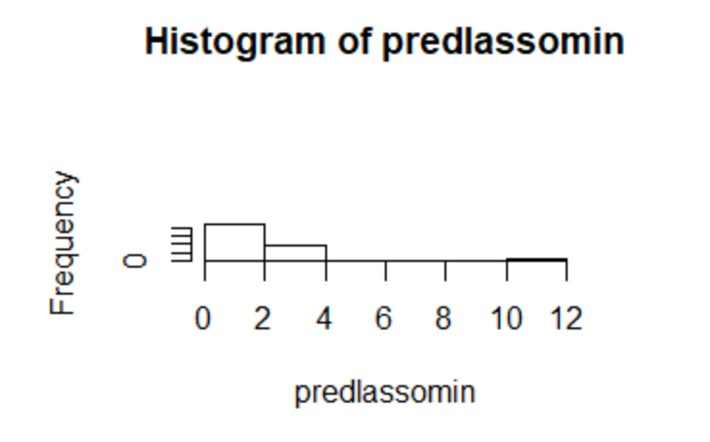 Histogram of predlassomin
Frequency
0
0 2 4 6 8 10 12
predlassomin